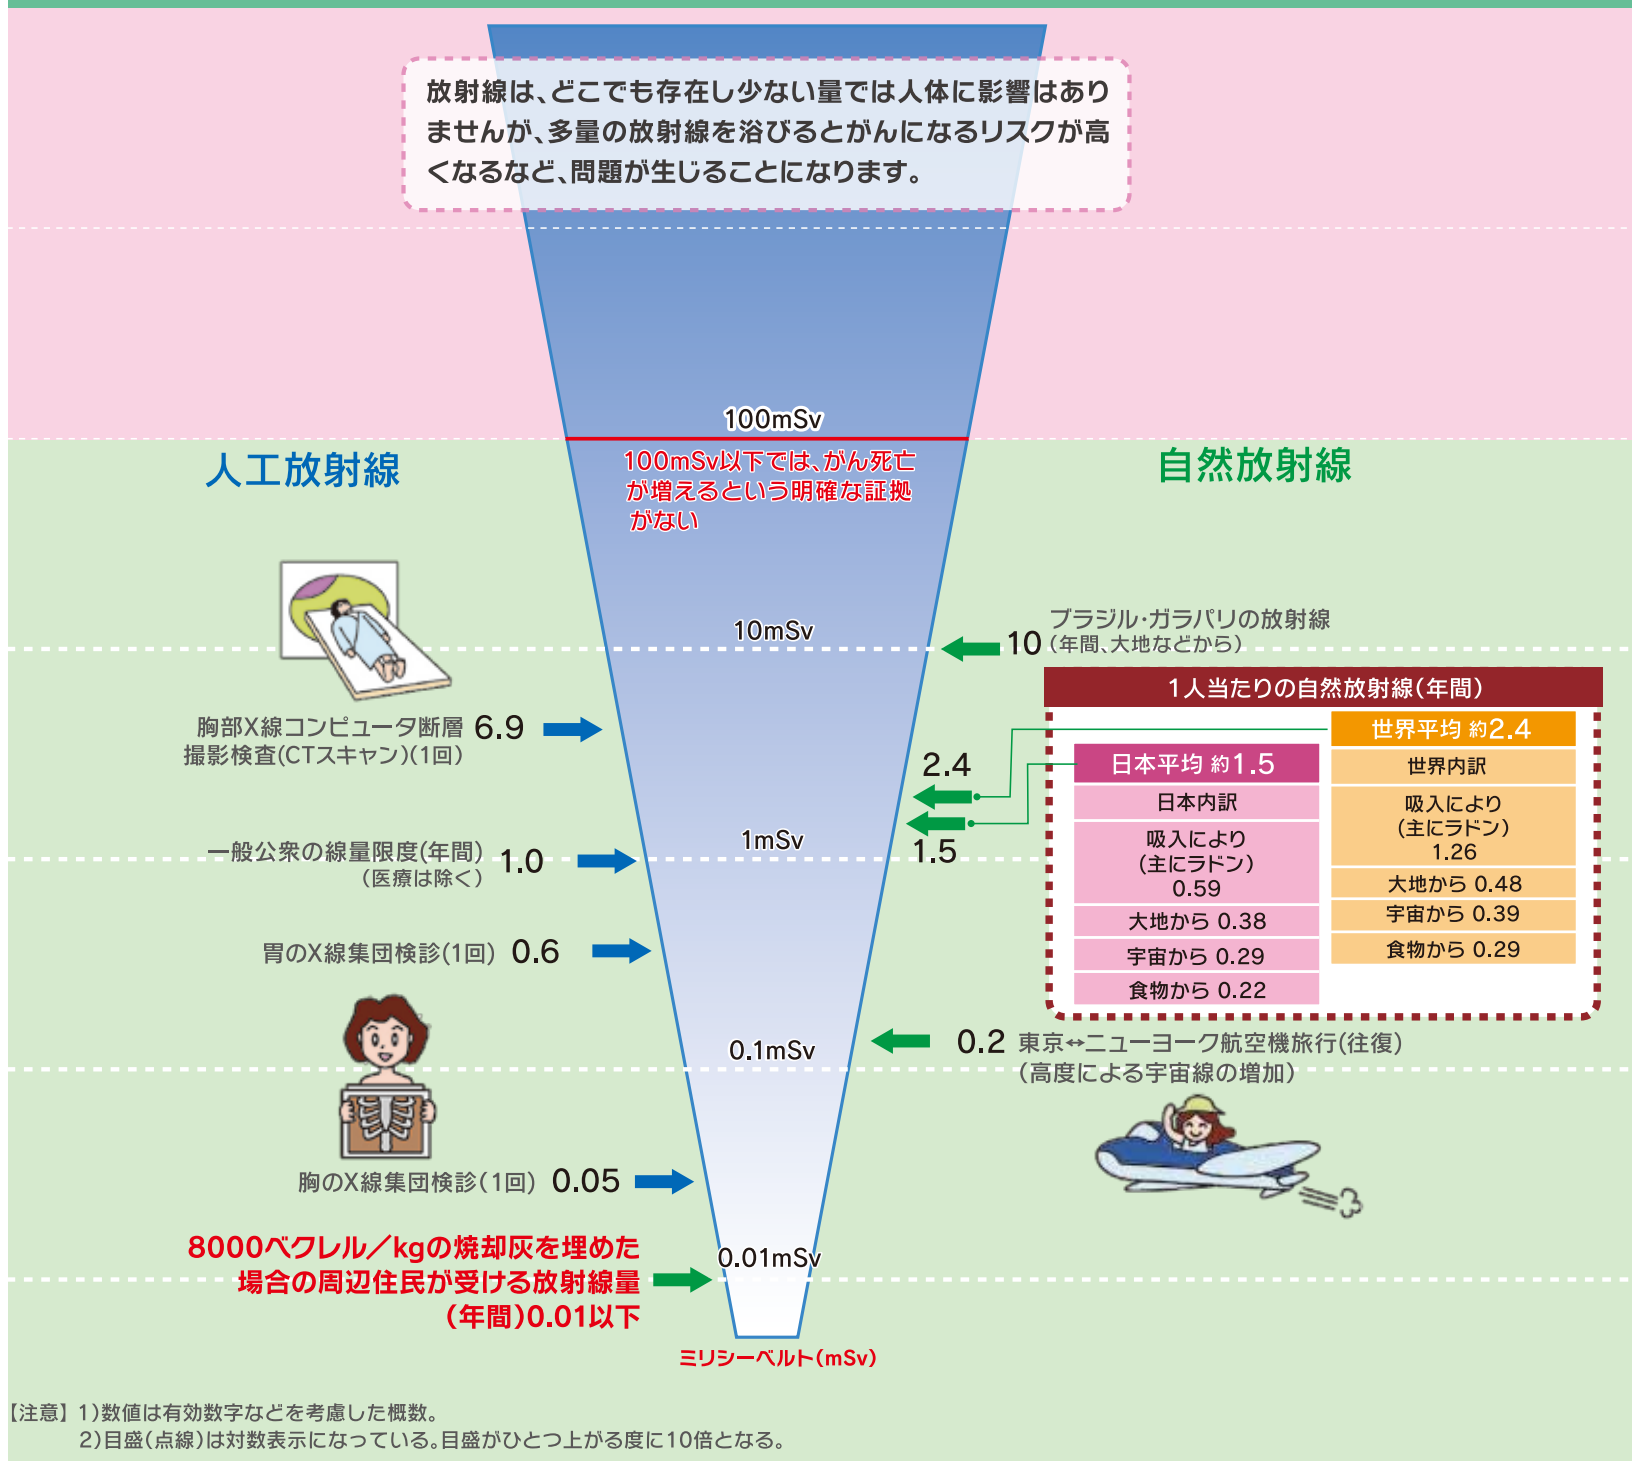 放射線は、どこでも存在し少ない量では人体に影響はあり
ませんが、多量の放射線を浴びるとがんになるリスクが高
くなるなど、問題が生じることになります。
100mSv
100mSv以下では、がん死亡
が増えるという明確な証拠
がない
人工放射線
自然放射線
10mSv
10
ブラジル・ガラパリの放射線
(年間、大地などから)
胸部X線コンピュータ断層
撮影検査(CTスキャン)(1回)
6.9
1人当たりの自然放射線(年間)
世界平均 約2.4
世界内訳
吸入により
(主にラドン)
1.26
大地から 0.48
宇宙から 0.39
食物から 0.29
日本平均 約1.5
日本内訳
吸入により
(主にラドン)
0.59
大地から 0.38
宇宙から 0.29
食物から 0.22
2.4
1.5
1mSv
一般公衆の線量限度(年間)
(医療は除く)
1.0
胃のX線集団検診(1回) 0.6
0.1mSv
0.2 東京↔ニューヨーク航空機旅行(往復)
(高度による宇宙線の増加)
胸のX線集団検診(1回) 0.05
0.01mSv
8000ベクレル／kgの焼却灰を埋めた
場合の周辺住民が受ける放射線量
(年間)0.01以下
ミリシーベルト(mSv)
【注意】 1)数値は有効数字などを考慮した概数。
2)目盛(点線)は対数表示になっている。目盛がひとつ上がる度に10倍となる。